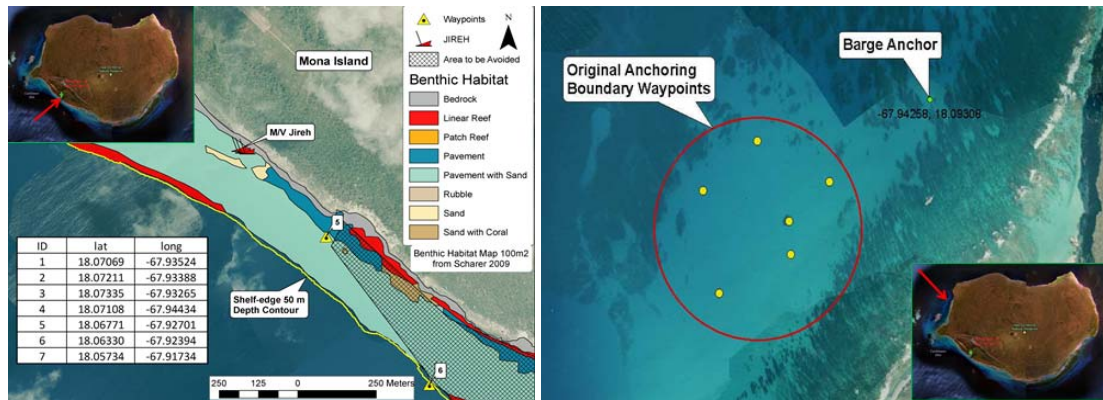 Waypoints
N
JIREH
Area to be Avoided
Mona Island
Benthic Habitat
Bedrock
Linear Reef
Patch Reef
Pavement
Pavement with Sand
Rubble
Sand
Sand with Coral
Benthic Habitat Map 100m2
from Scharer 2009
M/V Jireh
5
ID lat long
1 18.07069 -67.93524
2 18.07211 -67.93388
3 18.07335 -67.93265
4 18.07108 -67.94434
5 18.06771 -67.92701
6 18.06330 -67.92394
7 18.05734 -67.91734
Shelf-edge 50 m
Depth Contour
6
250 125 0 250 Meters
Original Anchoring
Boundary Waypoints
Barge Anchor
-67.94258, 18.09308